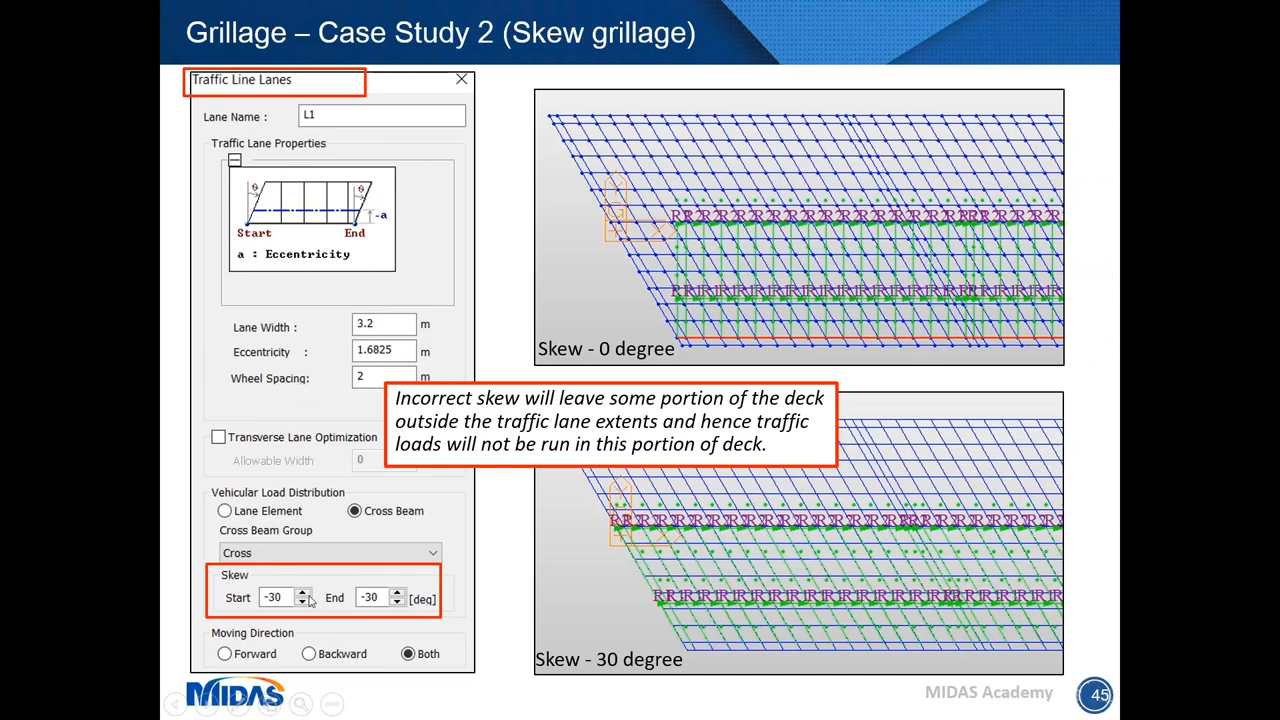 Grillage – Case Study 2 (Skew grillage)
Traffic Line Lanes
Lane Name :
L1
Traffic Lane Properties
θ
θ
-a
Start
End
a : Eccentricity
Lane Width :
3.2
m
Eccentricity :
1.6825
m
Wheel Spacing:
2
m
Transverse Lane Optimization
Allowable Width
0
Vehicular Load Distribution
Lane Element
Cross Beam
Cross Beam Group
Cross
Skew
Start
-30
End
-30
[deg]
Moving Direction
Forward
Backward
Both
Skew - 0 degree
Incorrect skew will leave some portion of the deck
outside the traffic lane extents and hence traffic
loads will not be run in this portion of deck.
Skew - 30 degree
MIDAS
MIDAS Academy
45